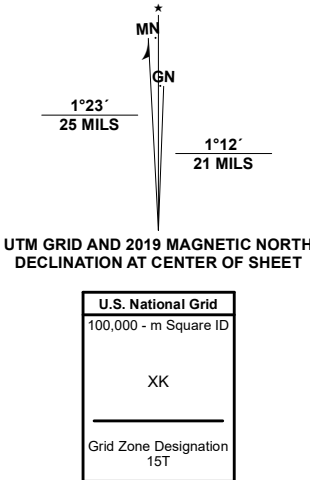 MN
GN
1°23´
25 MILS
1°12´
21 MILS
UTM GRID AND 2019 MAGNETIC NORTH
DECLINATION AT CENTER OF SHEET
U.S. National Grid
100,000 - m Square ID
XK
Grid Zone Designation
15T